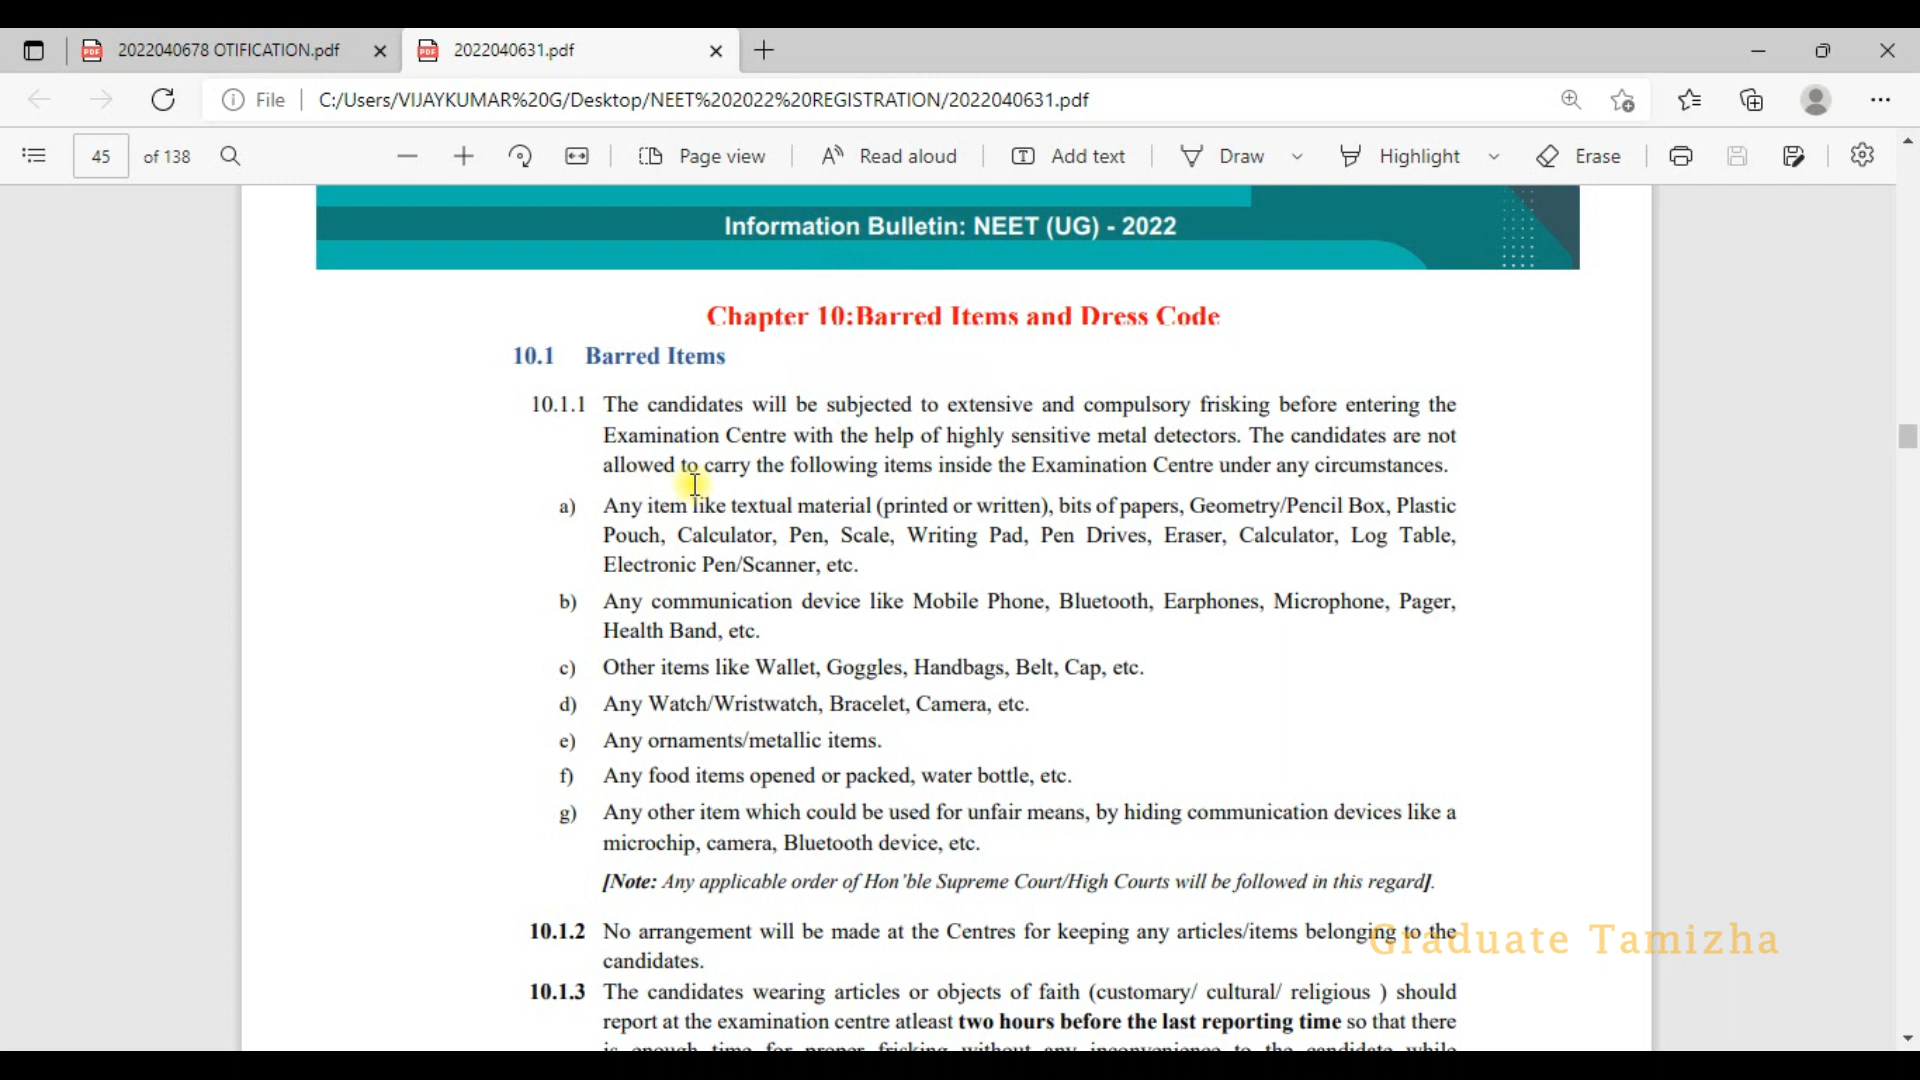 2022040678 OTIFICATION.pdf
2022040631.pdf
File
C:/Users/VIJAYKUMAR%20G/Desktop/NEET%202022%20REGISTRATION/2022040631.pdf
45 of 138
Page view
Read aloud
Add text
Draw
Highlight
Erase
Information Bulletin: NEET (UG) - 2022
Chapter 10:Barred Items and Dress Code
10.1 Barred Items
10.1.1 The candidates will be subjected to extensive and compulsory frisking before entering the
Examination Centre with the help of highly sensitive metal detectors. The candidates are not
allowed to carry the following items inside the Examination Centre under any circumstances.
a) Any item like textual material (printed or written), bits of papers, Geometry/Pencil Box, Plastic
Pouch, Calculator, Pen, Scale, Writing Pad, Pen Drives, Eraser, Calculator, Log Table,
Electronic Pen/Scanner, etc.
b) Any communication device like Mobile Phone, Bluetooth, Earphones, Microphone, Pager,
Health Band, etc.
c) Other items like Wallet, Goggles, Handbags, Belt, Cap, etc.
d) Any Watch/Wristwatch, Bracelet, Camera, etc.
e) Any ornaments/metallic items.
f) Any food items opened or packed, water bottle, etc.
g) Any other item which could be used for unfair means, by hiding communication devices like a
microchip, camera, Bluetooth device, etc.
[Note: Any applicable order of Hon'ble Supreme Court/High Courts will be followed in this regard].
10.1.2 No arrangement will be made at the Centres for keeping any articles/items belonging to the
candidates.
Graduate Tamizha
10.1.3 The candidates wearing articles or objects of faith (customary/ cultural/ religious ) should
report at the examination centre atleast two hours before the last reporting time so that there
is enough time for proper frisking without any inconvenience to the candidate while